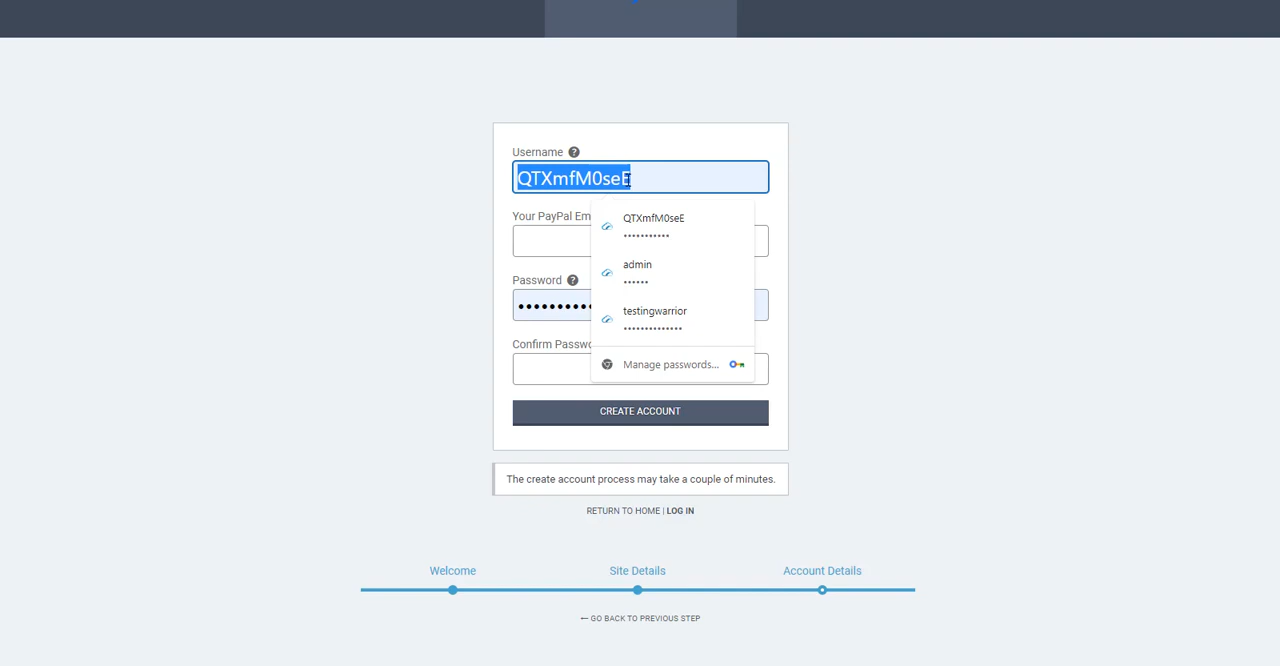 Username ?
QTXmfM0seE
QTXmfM0seE
•••••••••••
Your PayPal Em
admin
••••••
Password ?
testingwarrior
••••••••••••••
Confirm Passwo
Manage passwords...
CREATE ACCOUNT
The create account process may take a couple of minutes.
RETURN TO HOME | LOG IN
Welcome
Site Details
Account Details
← GO BACK TO PREVIOUS STEP